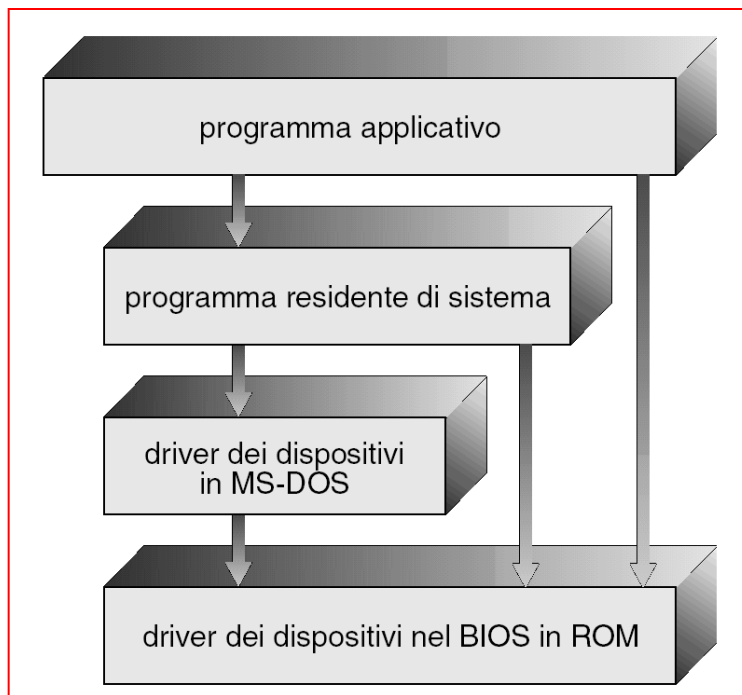 programma applicativo
programma residente di sistema
driver dei dispositivi
in MS-DOS
driver dei dispositivi nel BIOS in ROM